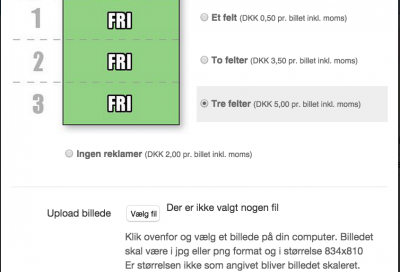 1 FRI Et felt (DKK 0,50 pr. billet inkl. moms)
2 FRI To felter (DKK 3,50 pr. billet inkl. moms)
3 FRI Tre felter (DKK 5,00 pr. billet inkl. moms)
Ingen reklamer (DKK 2,00 pr. billet inkl. moms)
Upload billede Vælg fil Der er ikke valgt nogen fil
Klik ovenfor og vælg et billede på din computer. Billedet
skal være i jpg eller png format og i størrelse 834x810
Er størrelsen ikke som angivet bliver billedet skaleret.